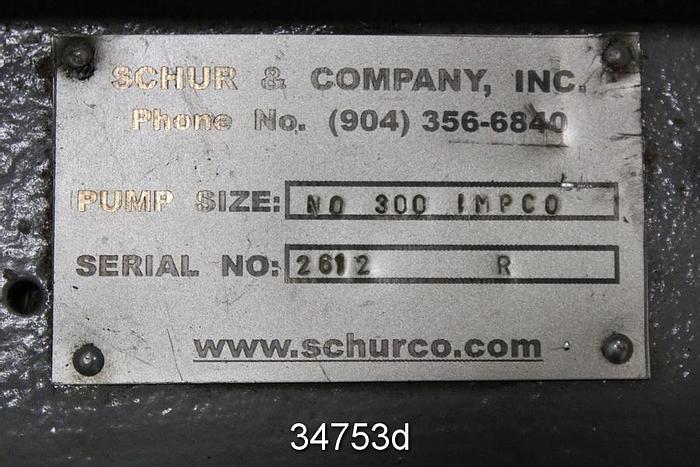 SCHUR & COMPANY, INC.
Phone No. (904) 356-6840
PUMP SIZE: NO 300 IMPCO
SERIAL NO: 2612 R
www.schurco.com
34753d